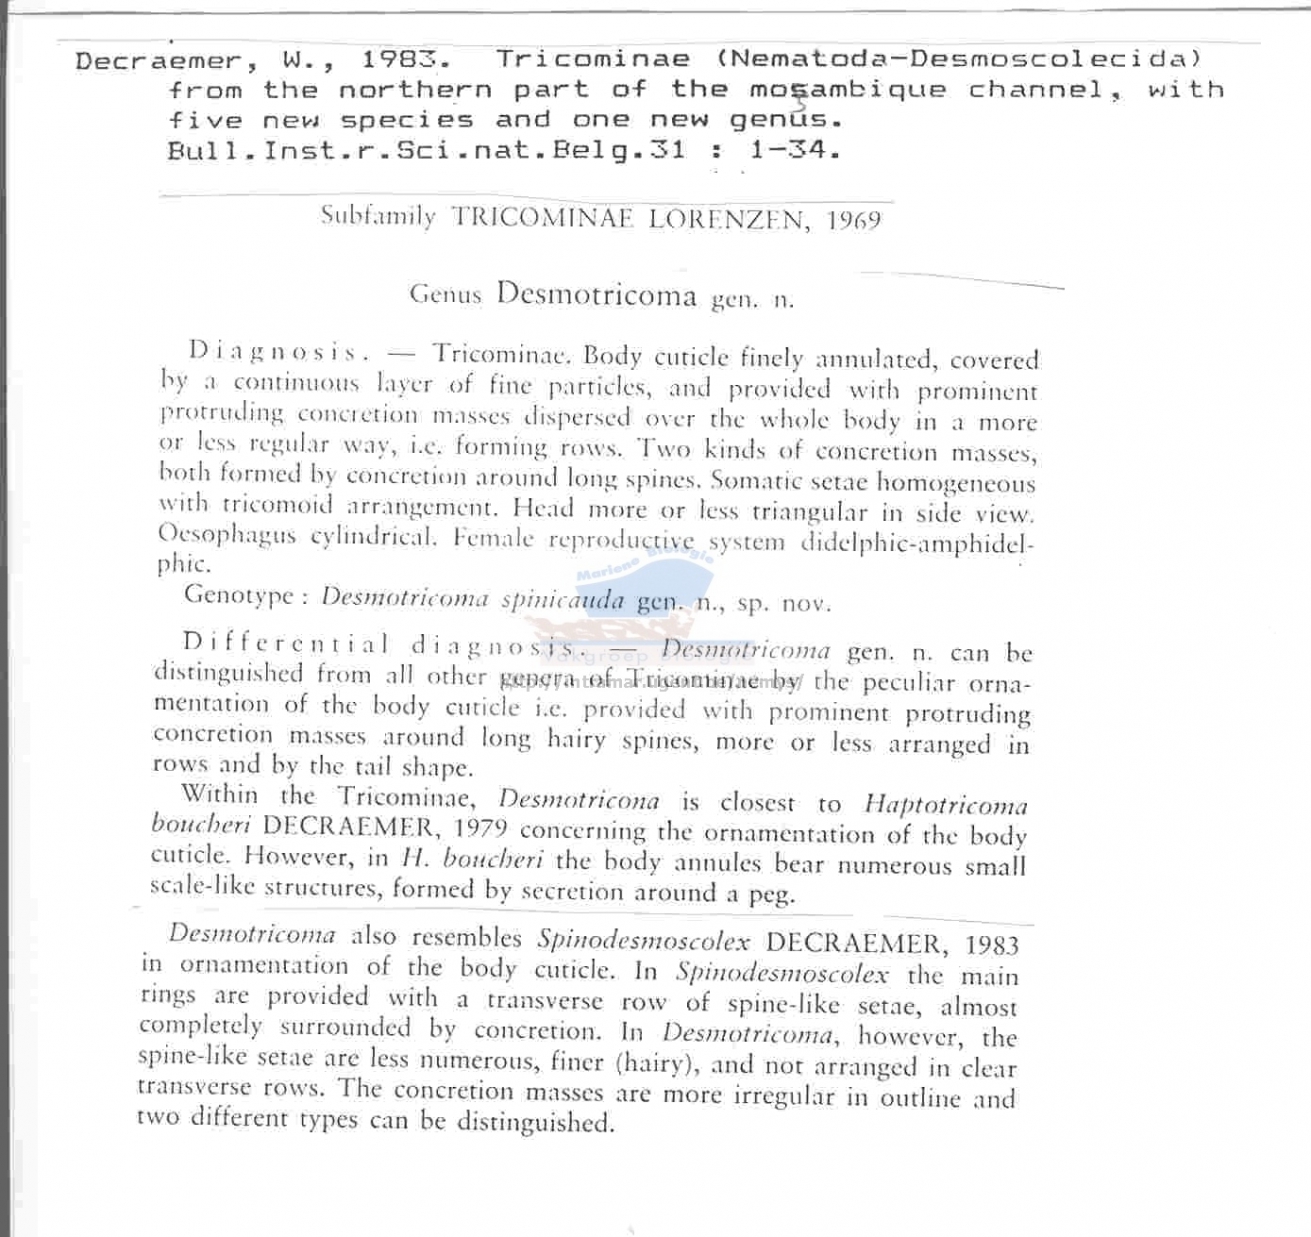 Decraemer, W., 1983. Tricominae (Nematoda-Desmoscolecida)
from the northern part of the moşambique channel, with
five new species and one new genus.
Bull.Inst.r.Sci.nat.Belg.31 : 1-34.
Subfamily TRICOMINAE LORENZEN, 1969
Genus Desmotricoma gen. n.
Diagnosis. — Tricominae. Body cuticle finely annulated, covered
by a continuous layer of fine particles, and provided with prominent
protruding concretion masses dispersed over the whole body in a more
or less regular way, i.e. forming rows. Two kinds of concretion masses,
both formed by concretion around long spines. Somatic setae homogeneous
with tricomoid arrangement. Head more or less triangular in side view.
Oesophagus cylindrical. Female reproductive system didelphic-amphidel-
phic.
Mariene Biologie
Genotype : Desmotricoma spinicauda gen. n., sp. nov.
Differential diagnosis. — Desmotricoma gen. n. can be
Vakgroep Biologie
distinguished from all other genera of Tricominae by the peculiar orna-
mentation of the body cuticle i.e. provided with prominent protruding
concretion masses around long hairy spines, more or less arranged in
rows and by the tail shape.
Within the Tricominae, Desmotricona is closest to Haptotricoma
boucheri DECRAEMER, 1979 concerning the ornamentation of the body
cuticle. However, in H. boucheri the body annules bear numerous small
scale-like structures, formed by secretion around a peg.
Desmotricoma also resembles Spinodesmoscolex DECRAEMER, 1983
in ornamentation of the body cuticle. In Spinodesmoscolex the main
rings are provided with a transverse row of spine-like setae, almost
completely surrounded by concretion. In Desmotricoma, however, the
spine-like setae are less numerous, finer (hairy), and not arranged in clear
transverse rows. The concretion masses are more irregular in outline and
two different types can be distinguished.